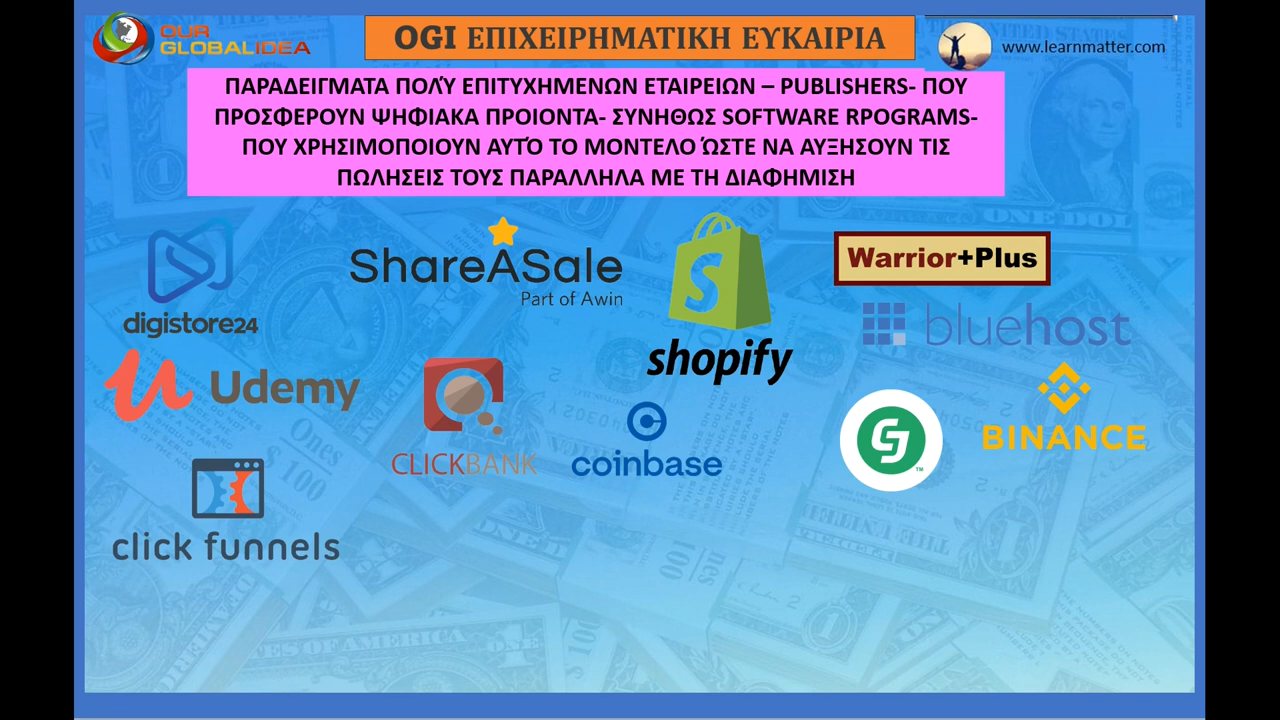 OUR
GLOBALIDEA
OGI ΕΠΙΧΕΙΡΗΜΑΤΙΚΗ ΕΥΚΑΙΡΙΑ
www.learnmatter.com
ΠΑΡΑΔΕΙΓΜΑΤΑ ΠΟΛΎ ΕΠΙΤΥΧΗΜΕΝΩΝ ΕΤΑΙΡΕΙΩΝ – PUBLISHERS- ΠΟΥ
ΠΡΟΣΦΕΡΟΥΝ ΨΗΦΙΑΚΑ ΠΡΟΙΟΝΤΑ- ΣΥΝΗΘΩΣ SOFTWARE RPOGRAMS-
ΠΟΥ ΧΡΗΣΙΜΟΠΟΙΟΥΝ ΑΥΤΌ ΤΟ ΜΟΝΤΕΛΟ ΏΣΤΕ ΝΑ ΑΥΞΗΣΟΥΝ ΤΙΣ
ΠΩΛΗΣΕΙΣ ΤΟΥΣ ΠΑΡΑΛΛΗΛΑ ΜΕ ΤΗ ΔΙΑΦΗΜΙΣΗ
digistore24
ShareASale
Part of Awin
shopify
Warrior+Plus
bluehost
Udemy
CLICKBANK
coinbase
CJ
TM
BINANCE
click funnels